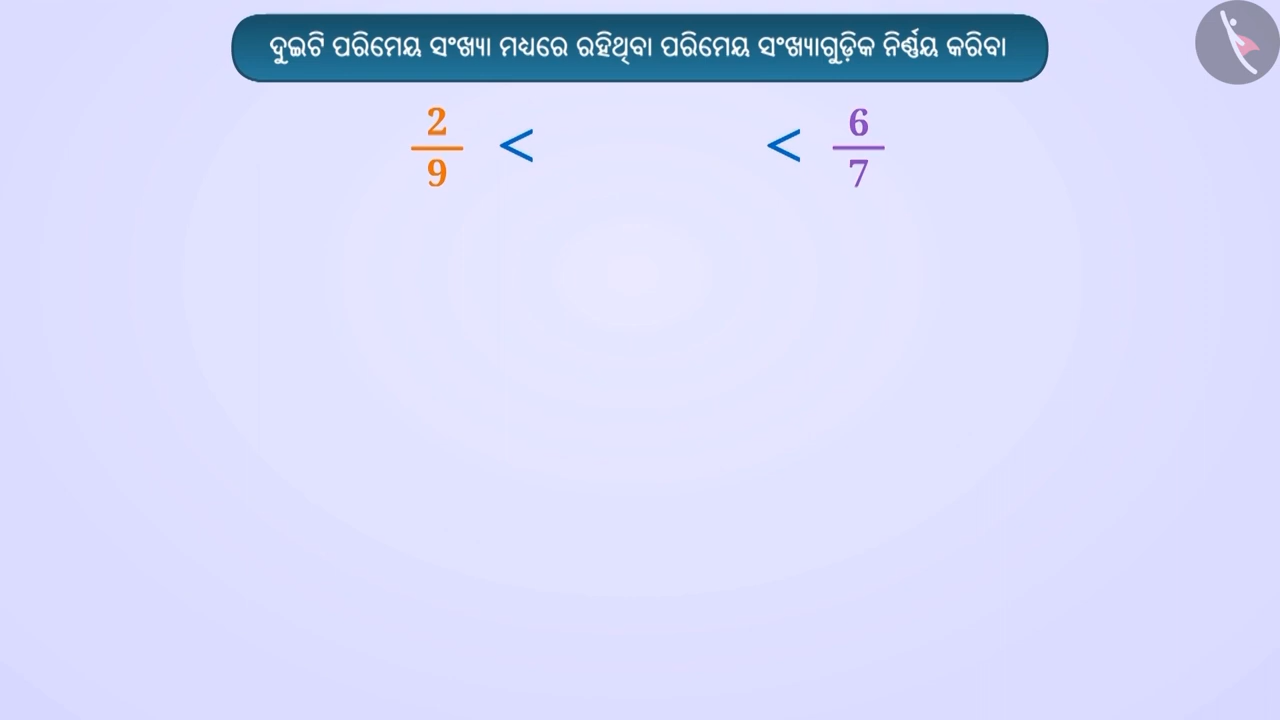 ଦୁଇଟି ପରିମେୟ ସଂଖ୍ୟା ମଧ୍ୟରେ ରହିଥିବା ପରିମେୟ ସଂଖ୍ୟାଗୁଡ଼ିକ ନିର୍ଣ୍ଣୟ କରିବା
2/9 < < 6/7